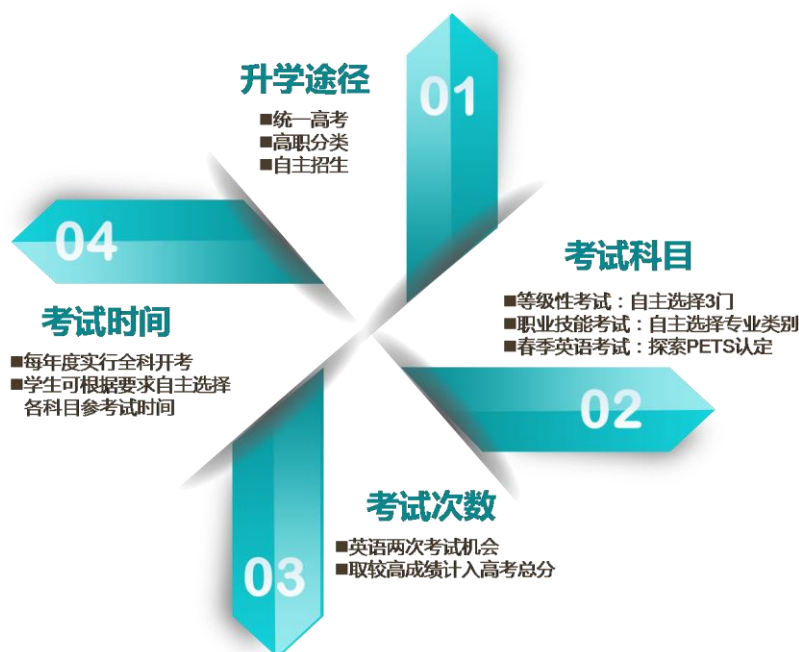 01
升学途径
■统一高考
■高职分类
■自主招生
02
考试科目
■等级性考试：自主选择3门
■职业技能考试：自主选择专业类别
■春季英语考试：探索PETS认定
03
考试次数
■英语两次考试机会
■取较高成绩计入高考总分
04
考试时间
■每年度实行全科开考
■学生可根据要求自主选择
各科目参考试时间